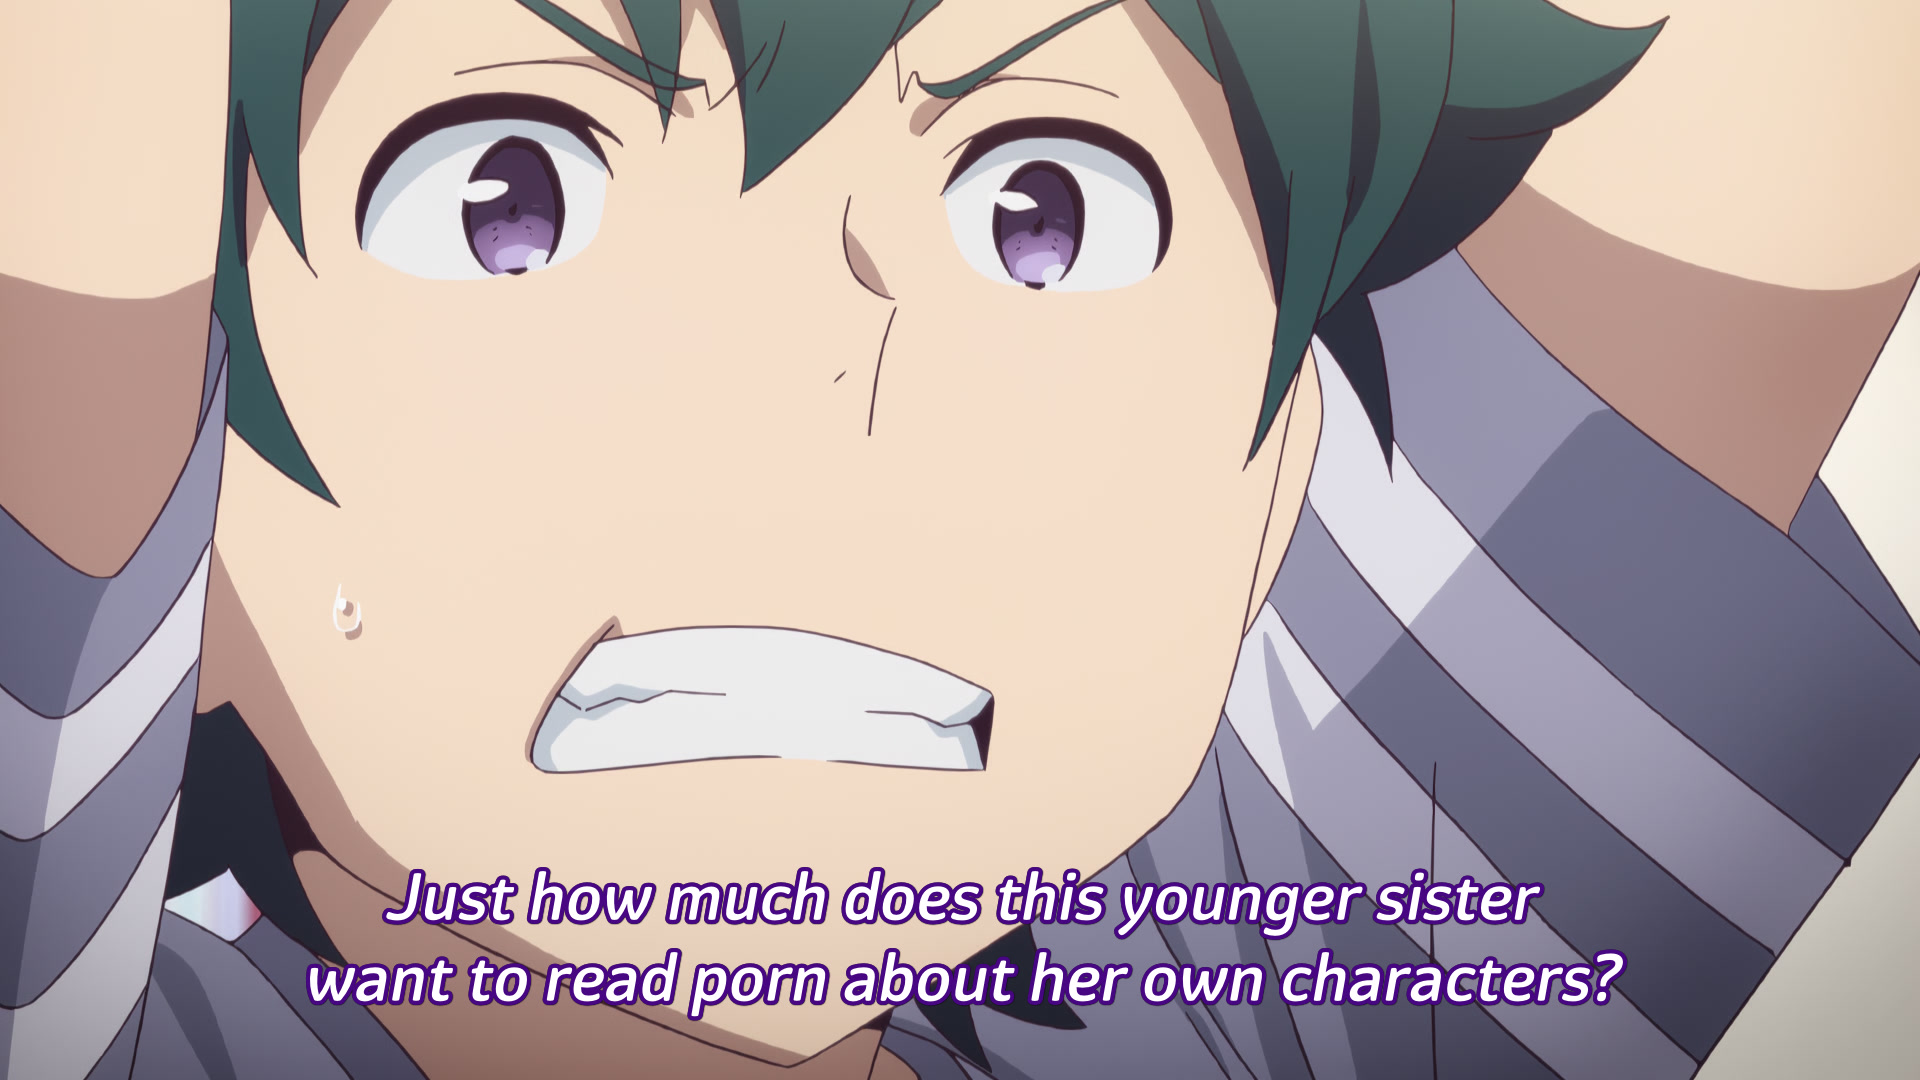 Just how much does this younger sister
want to read porn about her own characters?